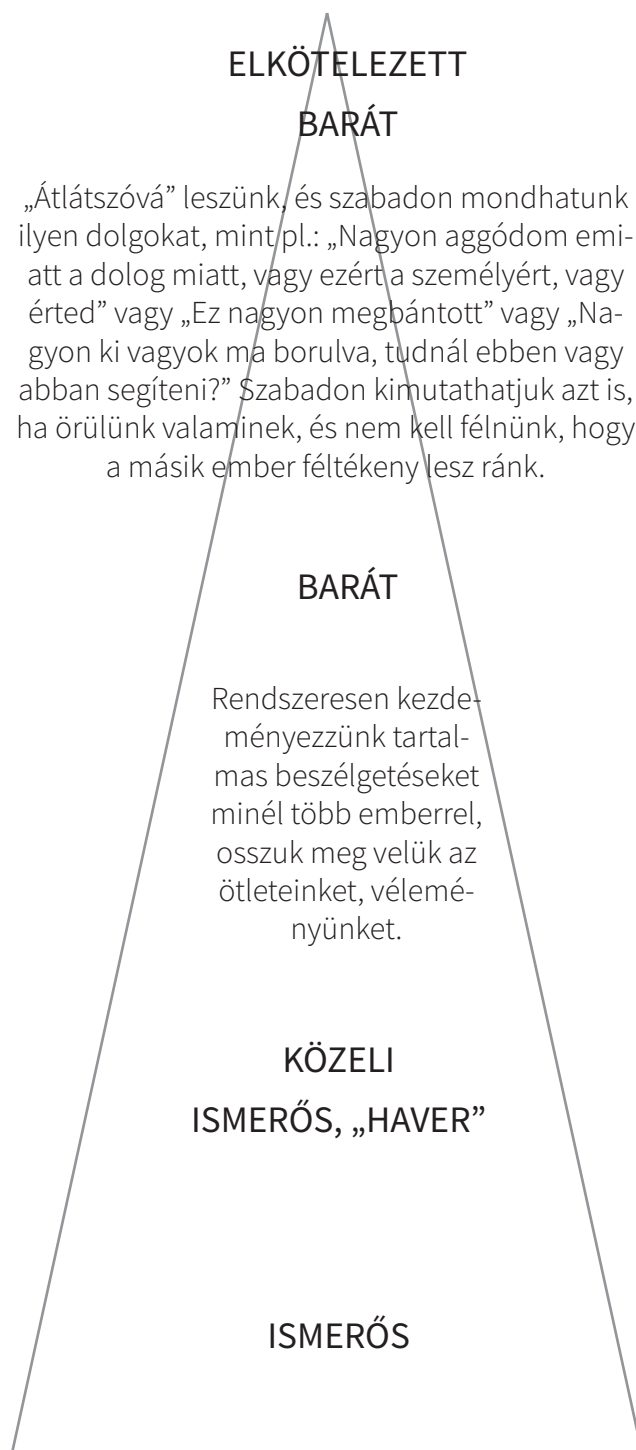 ELKÖTELEZETT
BARÁT
„Átlátszóvá” leszünk, és szabadon mondhatunk
ilyen dolgokat, mint pl.: „Nagyon aggódom emi-
att a dolog miatt, vagy ezért a személyért, vagy
érted” vagy „Ez nagyon megbántott” vagy „Na-
gyon ki vagyok ma borulva, tudnál ebben vagy
abban segíteni?” Szabadon kimutathatjuk azt is,
ha örülünk valaminek, és nem kell félnünk, hogy
a másik ember féltékeny lesz ránk.
BARÁT
Rendszeresen kezde-
ményezzünk tartal-
mas beszélgetéseket
minél több emberrel,
osszuk meg velük az
ötleteinket, vélemé-
nyünket.
KÖZELI
ISMERŐS, „HAVER”
ISMERŐS